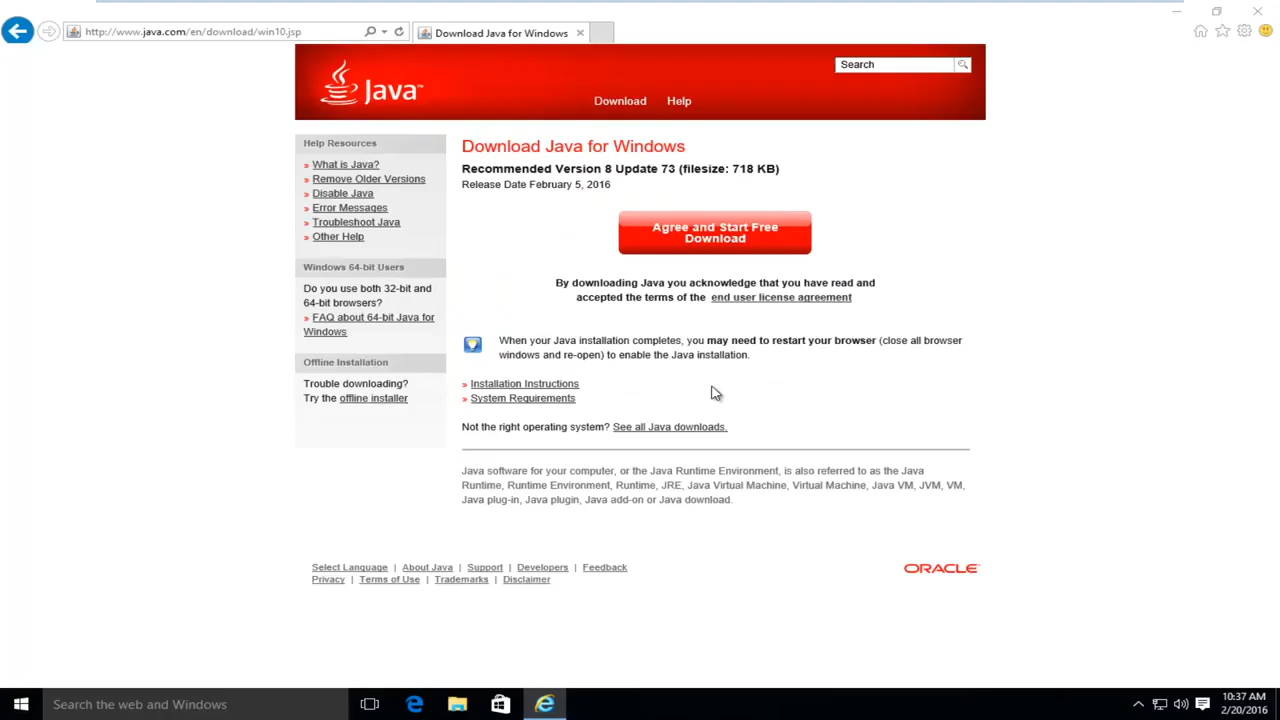 http://www.java.com/en/download/win10.jsp
Download Java for Windows
Java™
Search
Download
Help
Help Resources
» What is Java?
» Remove Older Versions
» Disable Java
» Error Messages
» Troubleshoot Java
» Other Help
Windows 64-bit Users
Do you use both 32-bit and
64-bit browsers?
» FAQ about 64-bit Java for
Windows
Offline Installation
Trouble downloading?
Try the offline installer
Download Java for Windows
Recommended Version 8 Update 73 (filesize: 718 KB)
Release Date February 5, 2016
Agree and Start Free
Download
By downloading Java you acknowledge that you have read and
accepted the terms of the end user license agreement
When your Java installation completes, you may need to restart your browser (close all browser
windows and re-open) to enable the Java installation.
» Installation Instructions
» System Requirements
Not the right operating system? See all Java downloads.
Java software for your computer, or the Java Runtime Environment, is also referred to as the Java
Runtime, Runtime Environment, Runtime, JRE, Java Virtual Machine, Virtual Machine, Java VM, JVM, VM,
Java plug-in, Java plugin, Java add-on or Java download.
Select Language | About Java | Support | Developers | Feedback
Privacy | Terms of Use | Trademarks | Disclaimer
ORACLE
Search the web and Windows
10:37 AM
2/20/2016